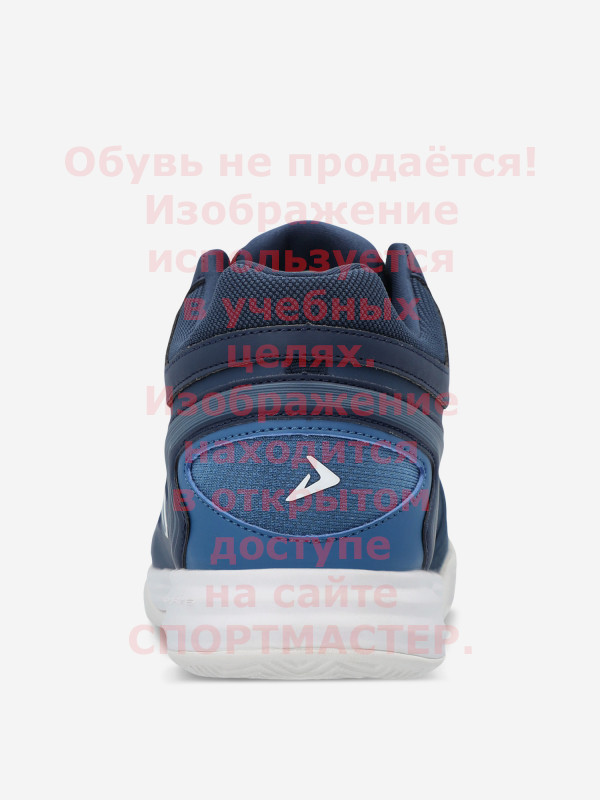 Обувь не продаётся!
Изображение
используется
в учебных
целях.
Изображение
находится
в открытом
доступе
на сайте
СПОРТМАСТЕР.